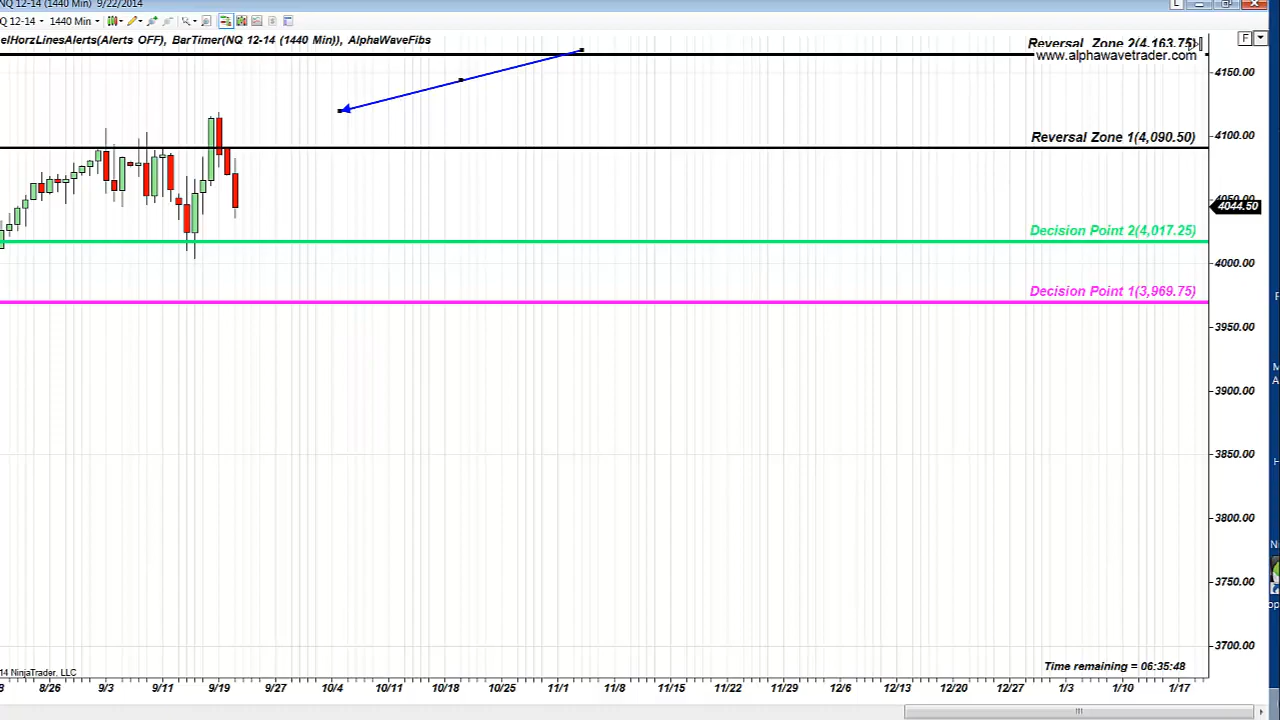 NQ 12-14 (1440 Min) 9/22/2014
Q 12-14 1440 Min
elHorzLinesAlerts(Alerts OFF), BarTimer(NQ 12-14 (1440 Min)), AlphaWaveFibs
L
F
Reversal Zone 2(4,163.75)
www.alphawavetrader.com
4150.00
4100.00
Reversal Zone 1(4,090.50)
4050.00
4044.50
Decision Point 2(4,017.25)
4000.00
Decision Point 1(3,969.75)
3950.00
3900.00
3850.00
3800.00
3750.00
3700.00
Time remaining = 06:35:48
14 NinjaTrader, LLC
8/26 9/3 9/11 9/19 9/27 10/4 10/11 10/18 10/25 11/1 11/8 11/15 11/22 11/29 12/6 12/13 12/20 12/27 1/3 1/10 1/17